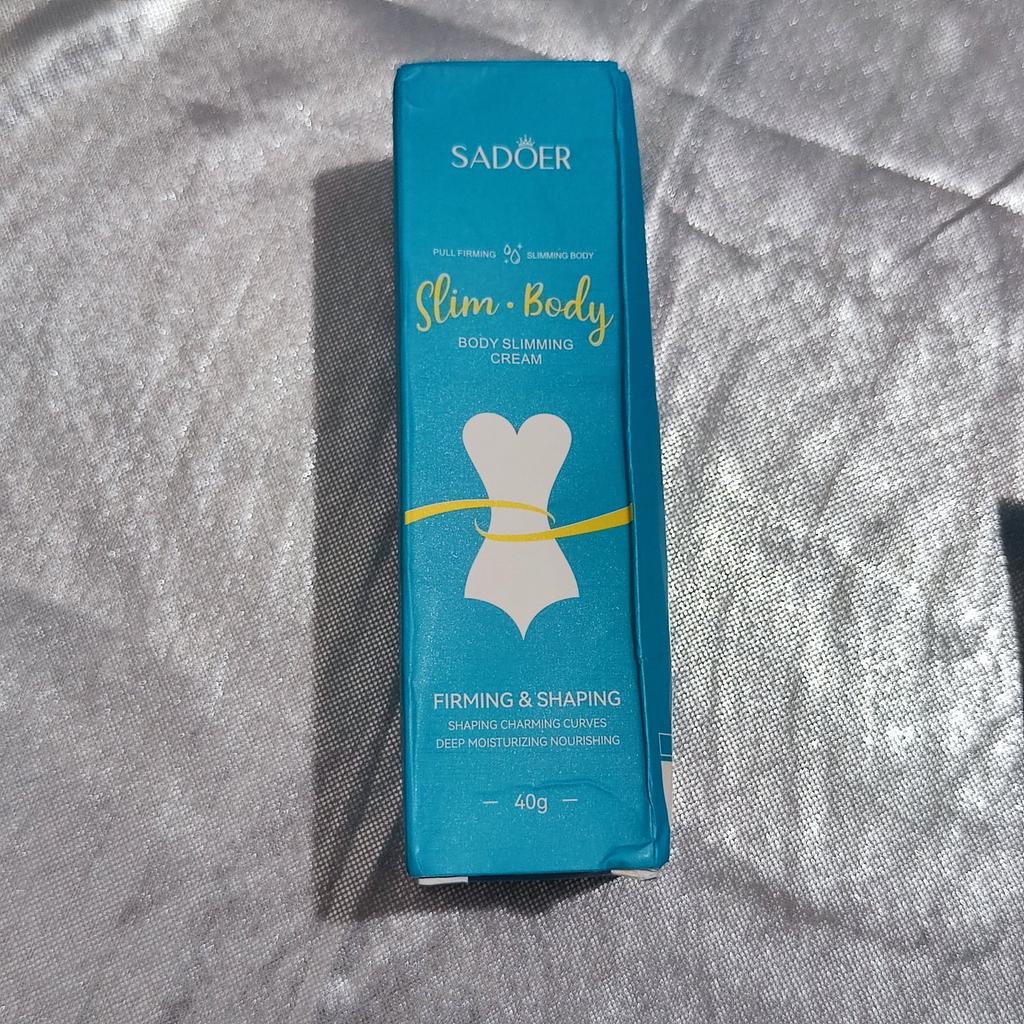 SADOER
PULL FIRMING SLIMMING BODY
Slim · Body
BODY SLIMMING
CREAM
FIRMING & SHAPING
SHAPING CHARMING CURVES
DEEP MOISTURIZING NOURISHING
— 40g —